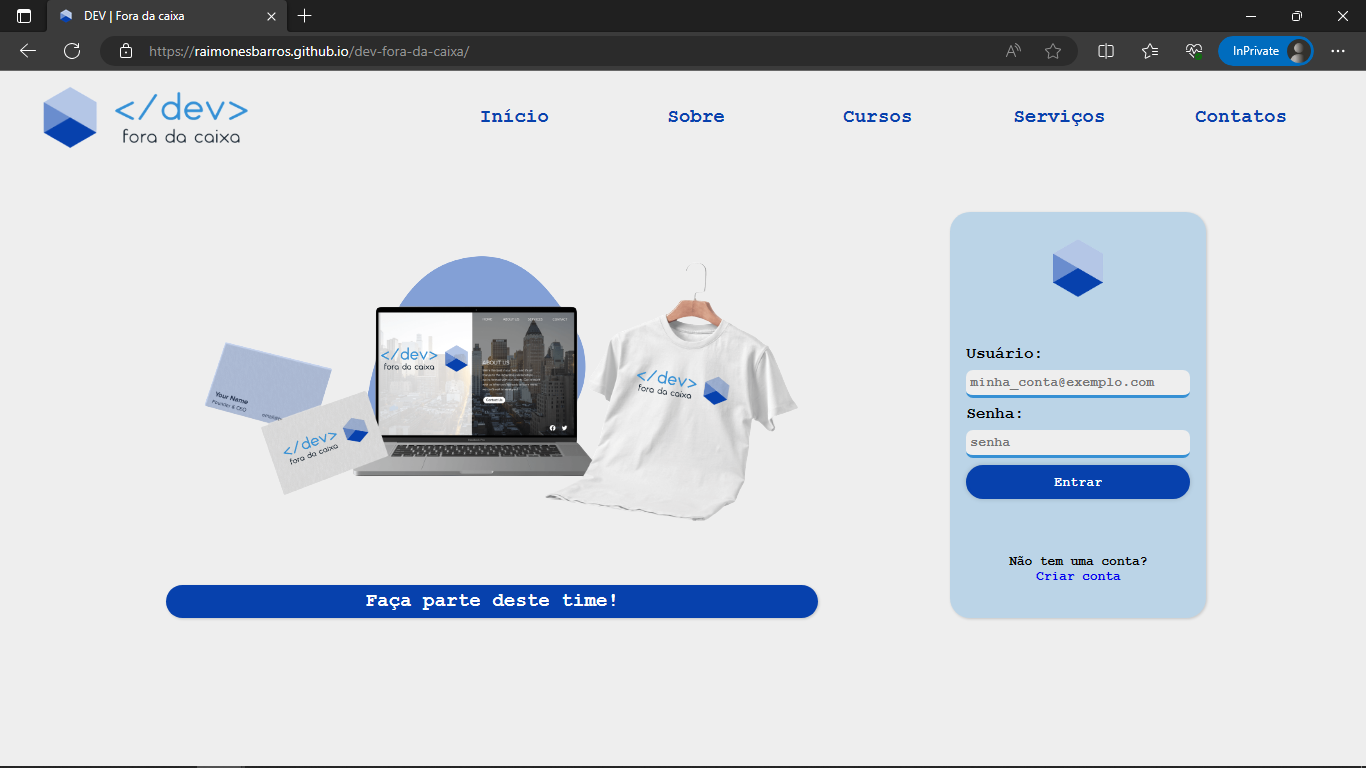 DEV | Fora da caixa
https://raimonesbarros.github.io/dev-fora-da-caixa/
InPrivate
</dev>
fora da caixa
Início Sobre Cursos Serviços Contatos
Your Name
Founder & CEO
</dev>
fora da caixa
</dev>
fora da caixa
HOME ABOUT US SERVICES CONTACT
ABOUT US
Contact Us
</dev>
fora da caixa
Faça parte deste time!
Usuário:
minha_conta@exemplo.com
Senha:
senha
Entrar
Não tem uma conta?
Criar conta